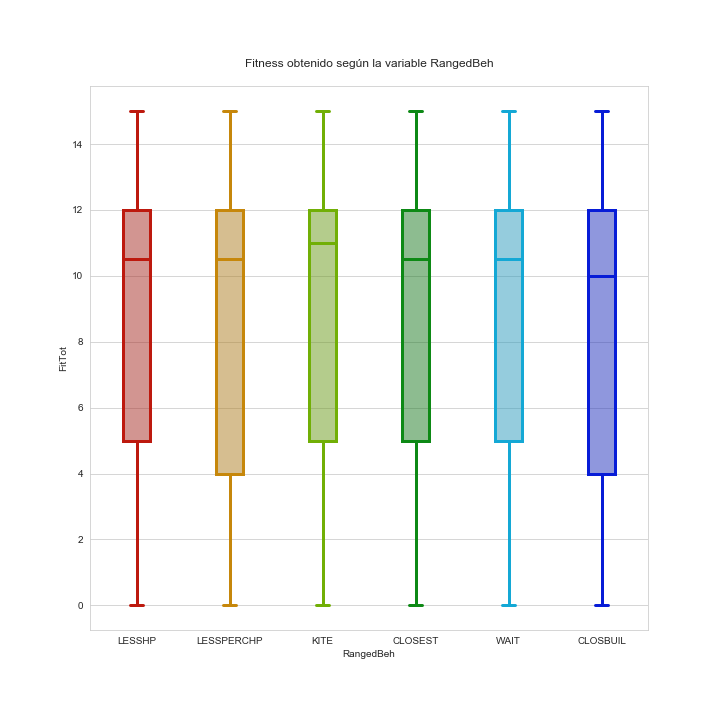 Fitness obtenido según la variable RangedBeh
FitTot
14
12
10
8
6
4
2
0
LESSHP LESSPERCHP KITE CLOSEST WAIT CLOSBUIL
RangedBeh